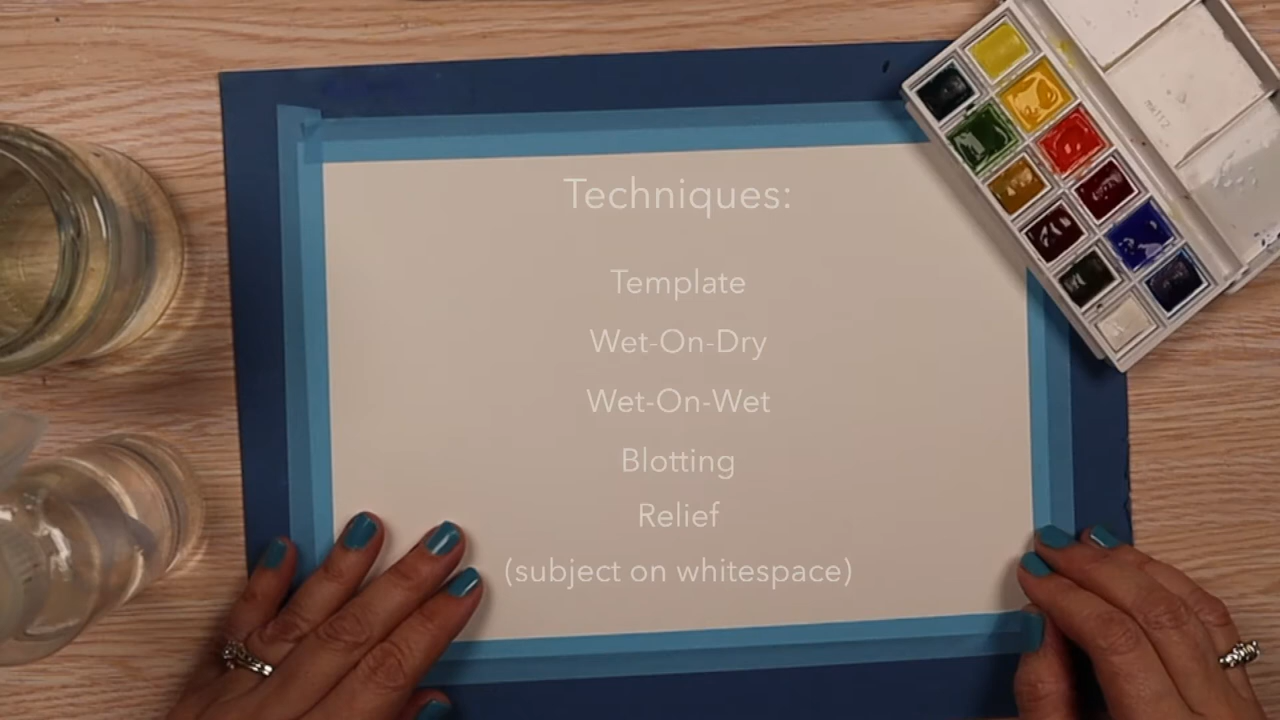 Techniques:
Template
Wet-On-Dry
Wet-On-Wet
Blotting
Relief
(subject on whitespace)